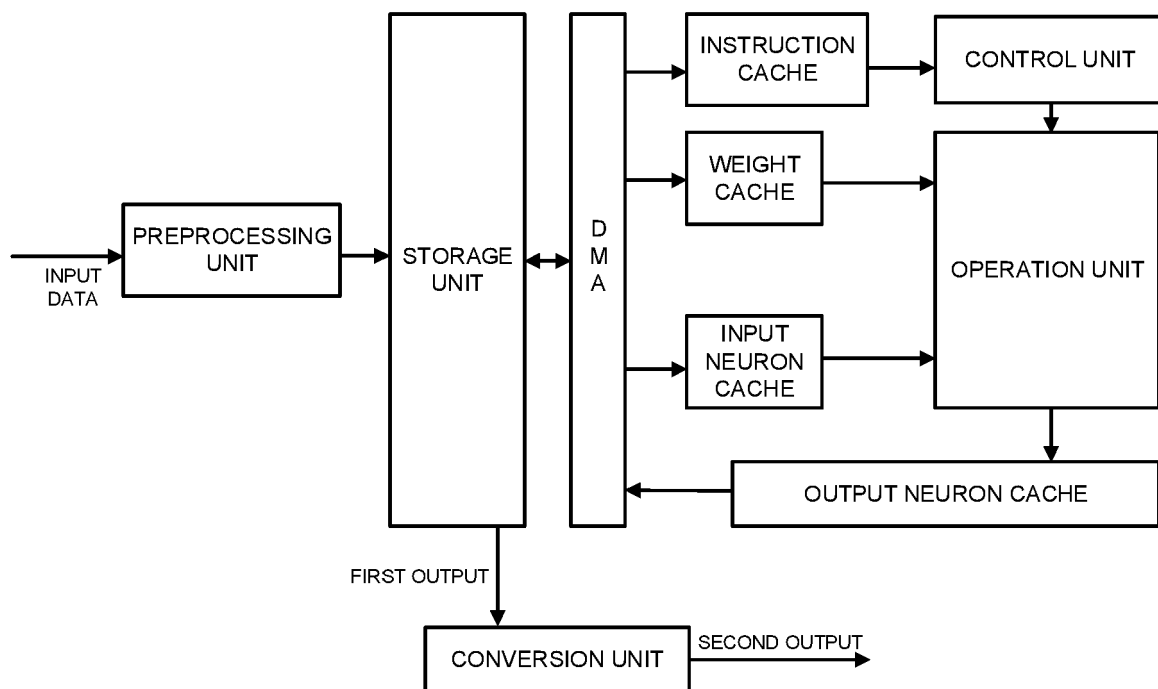 INSTRUCTION
CACHE
CONTROL UNIT
WEIGHT
CACHE
PREPROCESSING
UNIT
INPUT
DATA
STORAGE
UNIT
D
M
A
OPERATION UNIT
INPUT
NEURON
CACHE
OUTPUT NEURON CACHE
FIRST OUTPUT
CONVERSION UNIT
SECOND OUTPUT